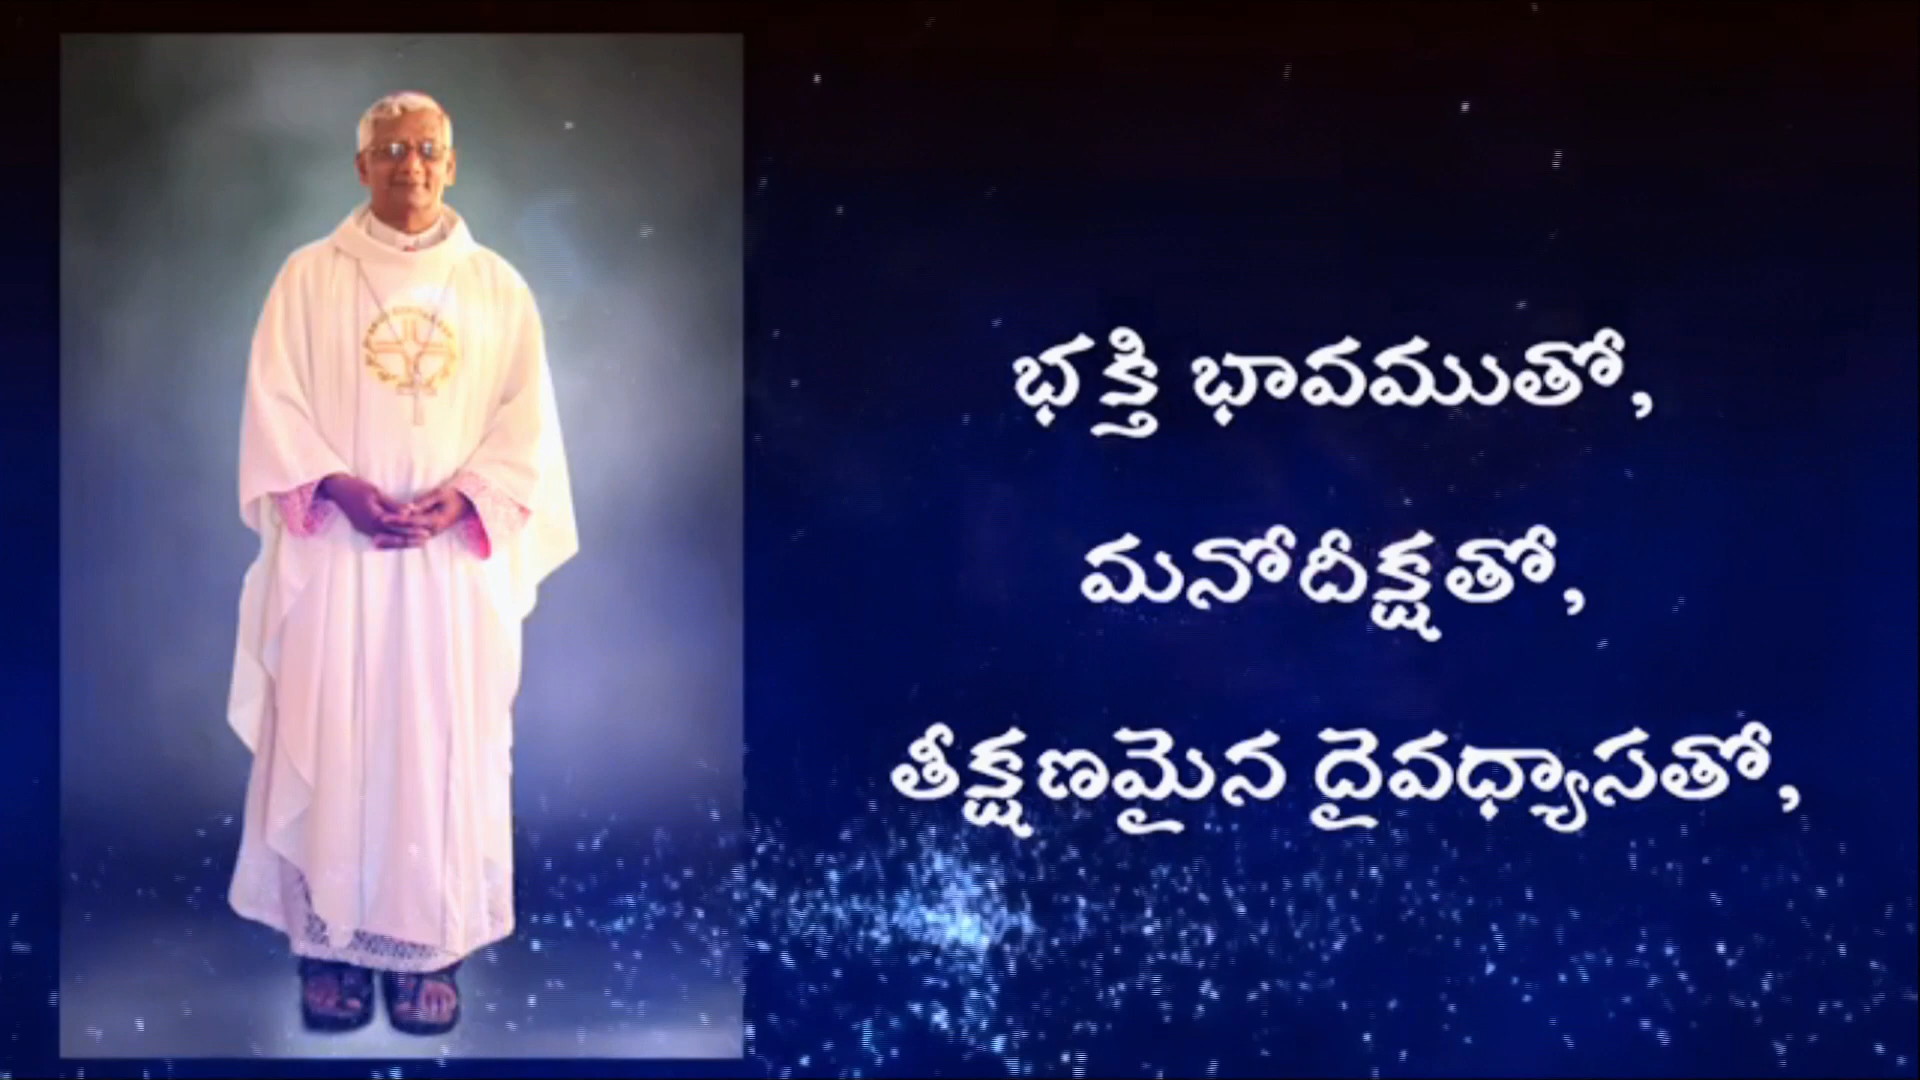 భక్తి భావముతో,
మనోదీక్షతో,
తీక్షణమైన దైవధ్యాసతో,